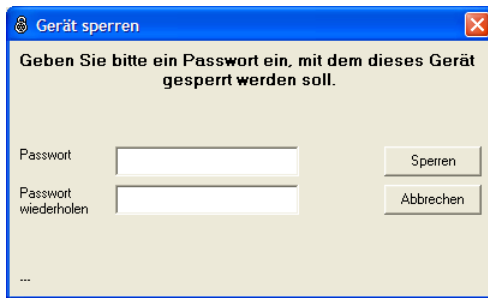 Gerät sperren
Geben Sie bitte ein Passwort ein, mit dem dieses Gerät
gesperrt werden soll.
Passwort
Sperren
Passwort
wiederholen
Abbrechen
...